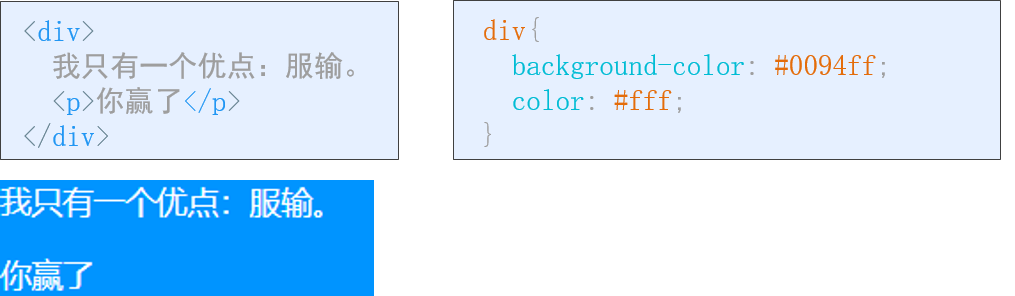 <div>
我只有一个优点：服输。
<p>你赢了</p>
</div>
div{
background-color: #0094ff;
color: #fff;
}
我只有一个优点：服输。
你赢了